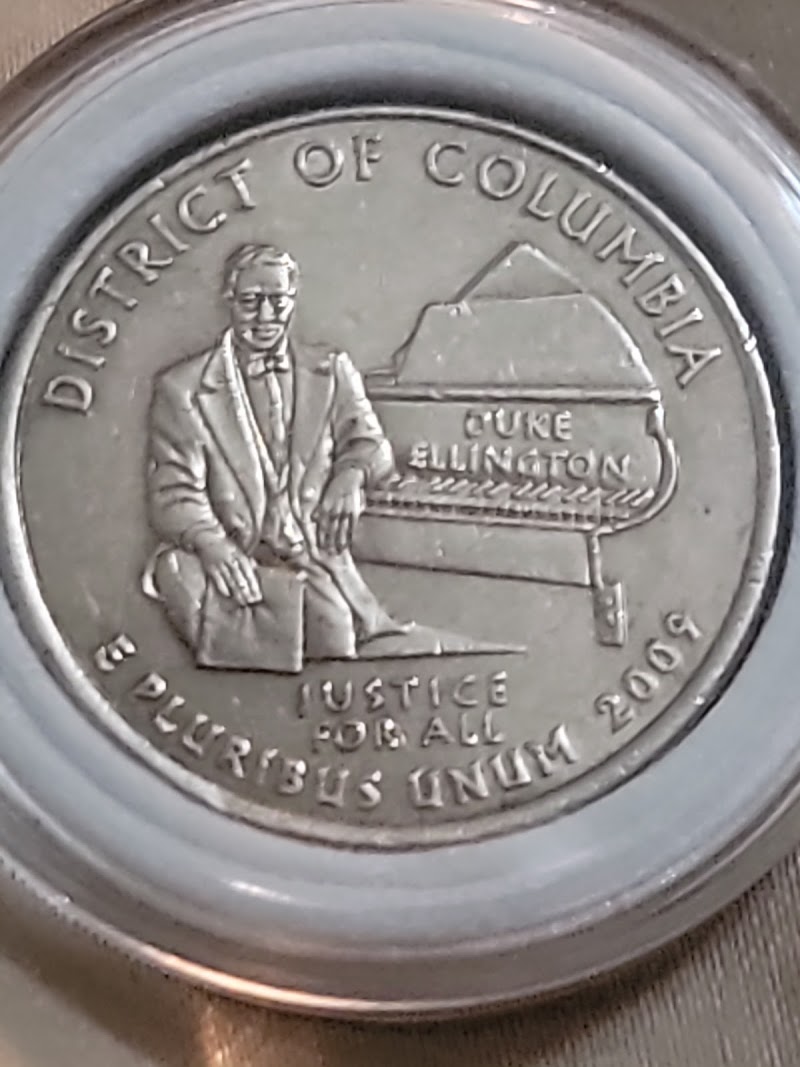 DISTRICT OF COLUMBIA
DUKE
ELLINGTON
JUSTICE
FOR ALL
E PLURIBUS UNUM 2009